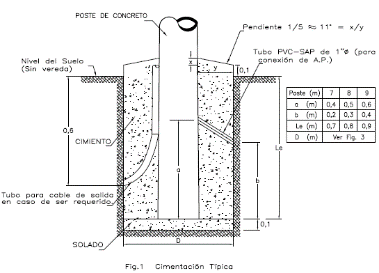 POSTE DE CONCRETO
Pendiente 1/5 ≈ 11° = x/y
Tubo PVC-SAP de 1"ø (para
conexión de A.P.)
Nivel del Suelo
(Sin vereda)
x
y
0,1
Poste (m) 7 8 9
a (m) 0,4 0,5 0,6
b (m) 0,2 0,3 0,4
Le (m) 0,7 0,8 0,9
D (m) Ver Fig. 3
0,6
CIMIENTO
Le
a
b
Tubo para cable de salida
en caso de ser requerido
0,1
SOLADO
D
Fig.1 Cimentación Típica